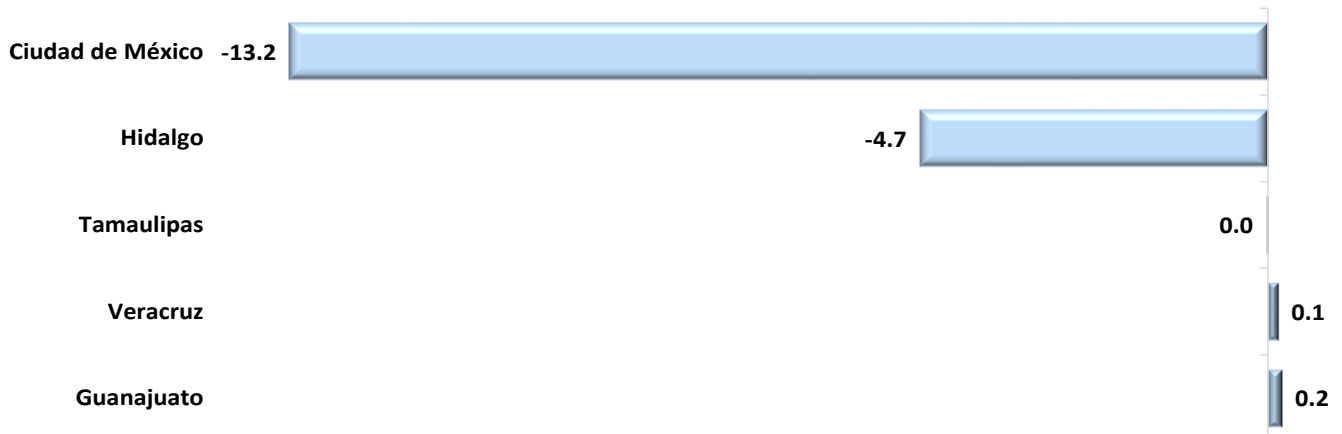 Ciudad de México -13.2
Hidalgo -4.7
Tamaulipas 0.0
Veracruz 0.1
Guanajuato 0.2